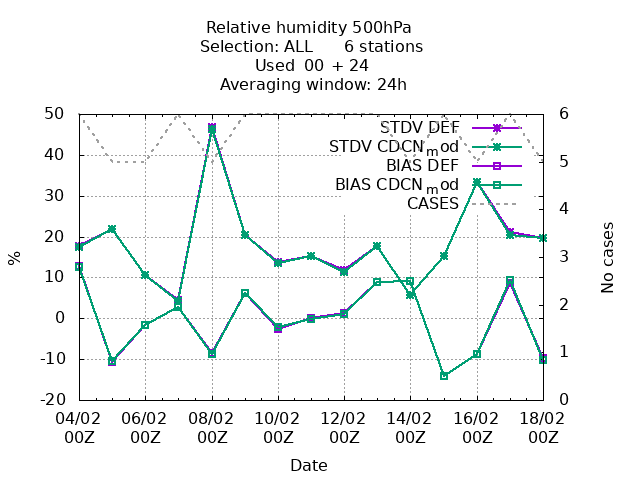 Relative humidity 500hPa
Selection: ALL 6 stations
Used 00 + 24
Averaging window: 24h
50 6
STDV DEF
40 STDV CDCNmod
5
BIAS DEF
30 BIAS CDCNmod
CASES
4
20
3
10
2
0
-10 1
-20 0
%
No cases
04/02 06/02 08/02 10/02 12/02 14/02 16/02 18/02
00Z 00Z 00Z 00Z 00Z 00Z 00Z 00Z
Date